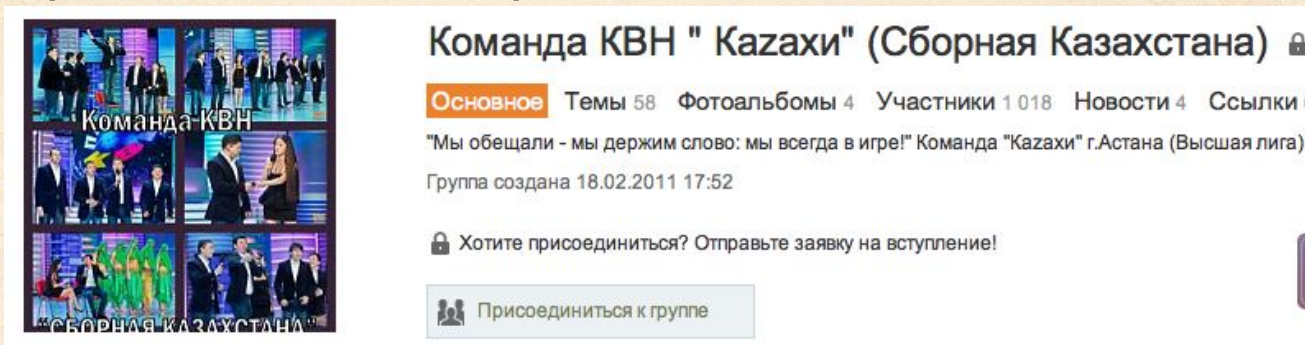 Команда КВН
"СБОРНАЯ КАЗАХСТАНА"
Команда КВН " Каzахи" (Сборная Казахстана)
Основное Темы 58 Фотоальбомы 4 Участники 1 018 Новости 4 Ссылки
"Мы обещали - мы держим слово: мы всегда в игре!" Команда "Каzахи" г.Астана (Высшая лига)
Группа создана 18.02.2011 17:52
Хотите присоединиться? Отправьте заявку на вступление!
Присоединиться к группе